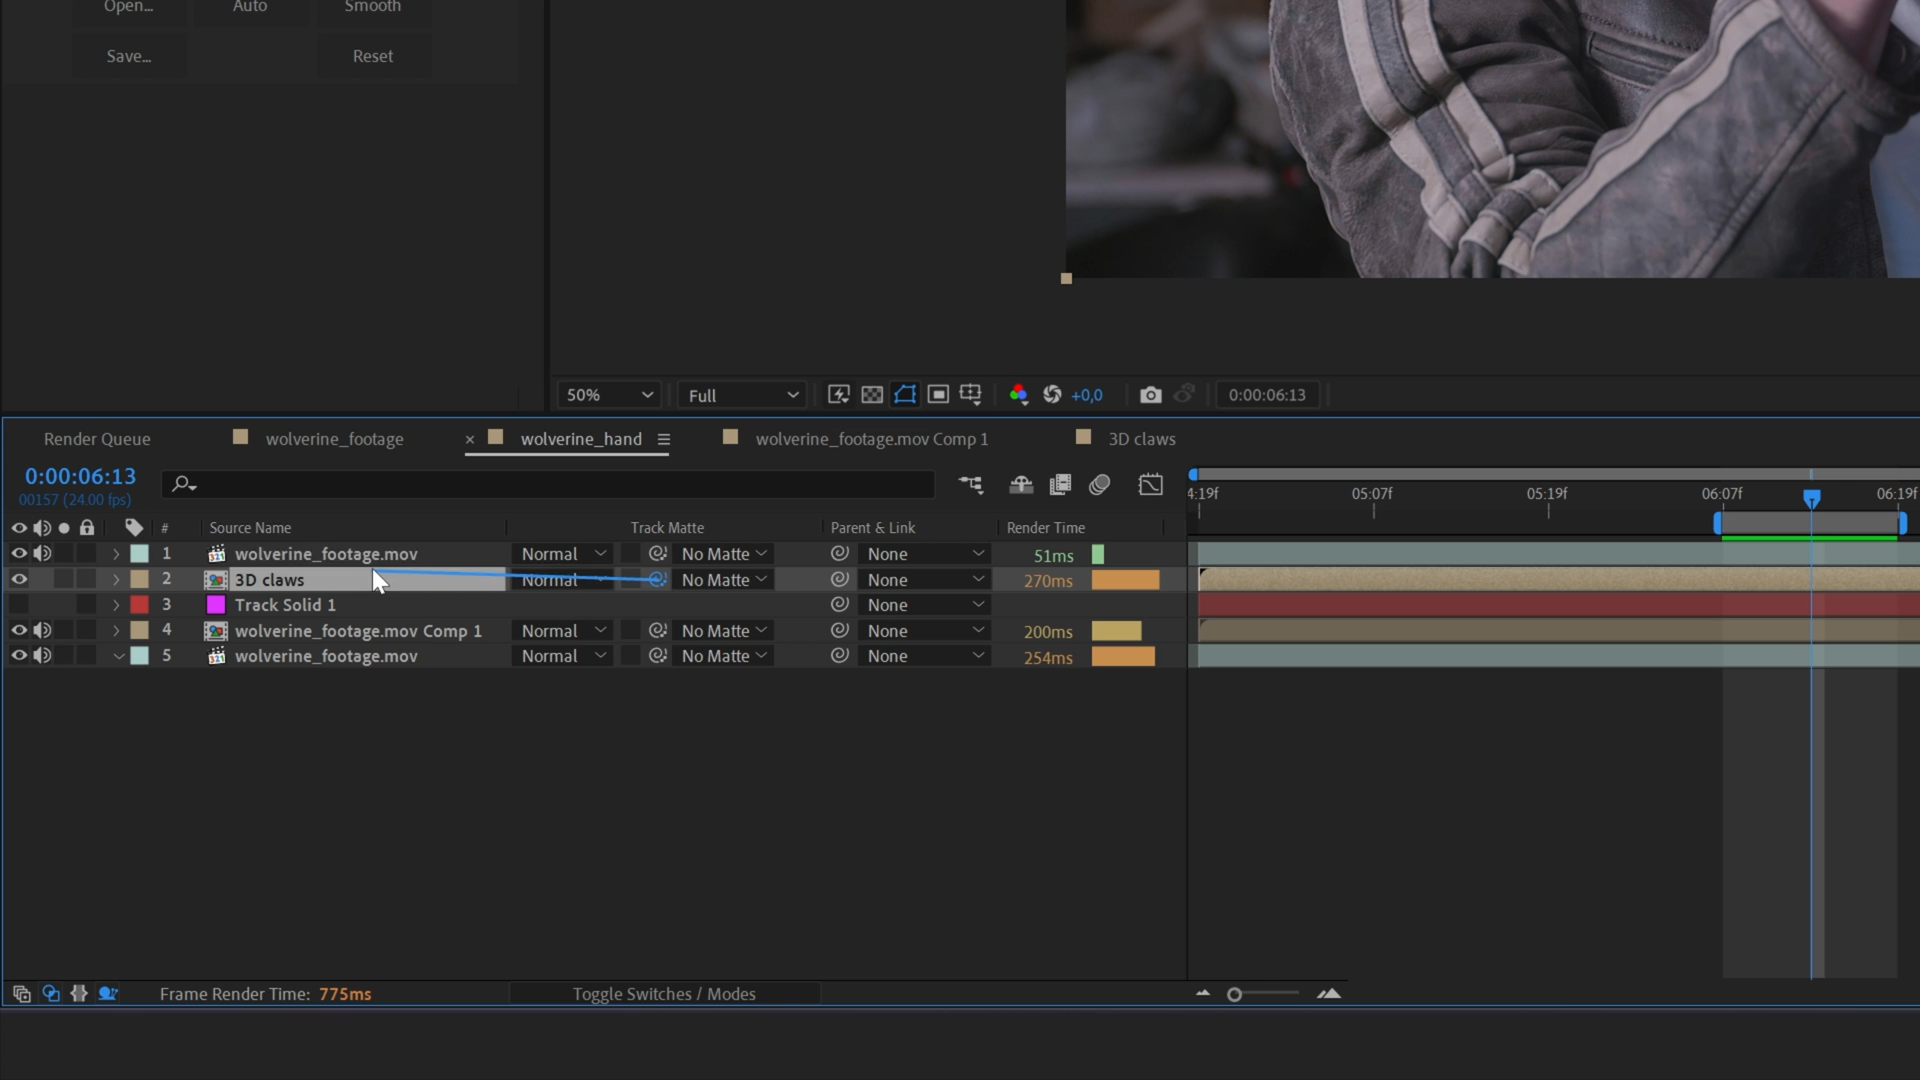 Open... Auto Smooth
Save... Reset
50% Full +0,0 0:00:06:13
Render Queue wolverine_footage × wolverine_hand wolverine_footage.mov Comp 1 3D claws
0:00:06:13
00157 (24.00 fps)
4:19f 05:07f 05:19f 06:07f 06:19f
# Source Name Track Matte Parent & Link Render Time
1 wolverine_footage.mov Normal No Matte None 51ms
2 3D claws Normal No Matte None 270ms
3 Track Solid 1 None
4 wolverine_footage.mov Comp 1 Normal No Matte None 200ms
5 wolverine_footage.mov Normal No Matte None 254ms
Frame Render Time: 775ms Toggle Switches / Modes